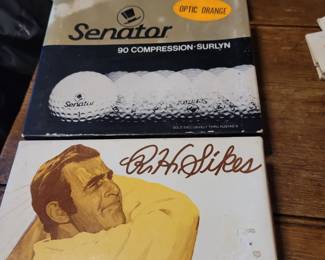 OPTIC ORANGE
Senator
90 COMPRESSION-SURLYN
Senator
R.H. Sikes